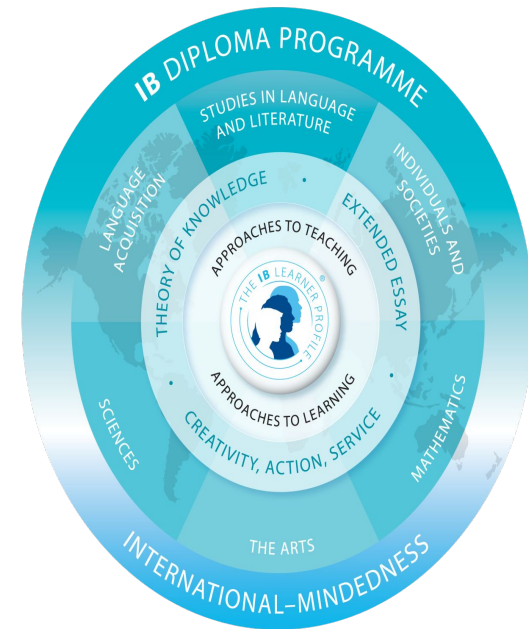 IB DIPLOMA PROGRAMME
STUDIES IN LANGUAGE
AND LITERATURE
LANGUAGE
ACQUISITION
INDIVIDUALS AND
SOCIETIES
THEORY OF KNOWLEDGE
EXTENDED ESSAY
APPROACHES TO TEACHING
THE IB LEARNER PROFILE
®
APPROACHES TO LEARNING
CREATIVITY, ACTION, SERVICE
SCIENCES
MATHEMATICS
THE ARTS
INTERNATIONAL–MINDEDNESS